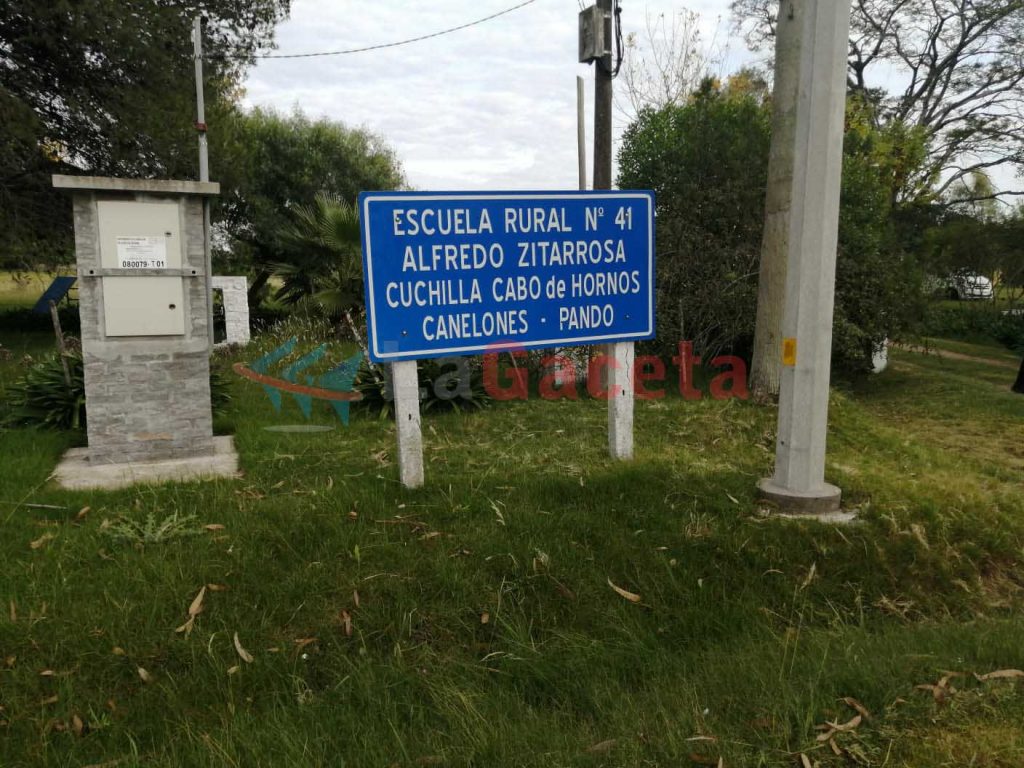 ESCUELA RURAL Nº 41
ALFREDO ZITARROSA
CUCHILLA CABO de HORNOS
CANELONES - PANDO
080079-T 01
LaGaceta